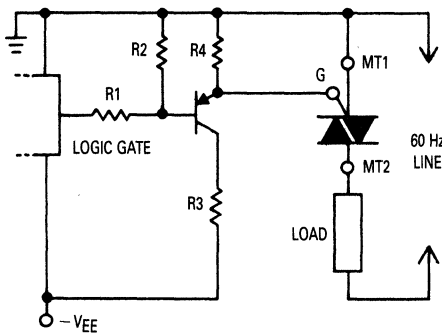 R2
R4
MT1
G
R1
LOGIC GATE
60 Hz
LINE
MT2
R3
LOAD
–VEE